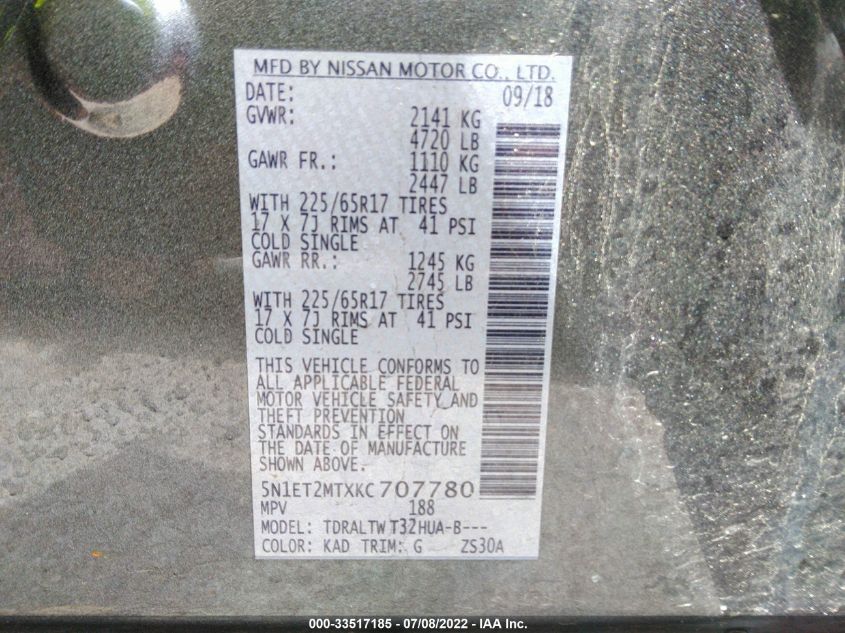 MFD BY NISSAN MOTOR CO., LTD.
DATE: 09/18
GVWR: 2141 KG
4720 LB
GAWR FR.: 1110 KG
2447 LB
WITH 225/65R17 TIRES
17 X 7J RIMS AT 41 PSI
COLD SINGLE
GAWR RR.: 1245 KG
2745 LB
WITH 225/65R17 TIRES
17 X 7J RIMS AT 41 PSI
COLD SINGLE
THIS VEHICLE CONFORMS TO
ALL APPLICABLE FEDERAL
MOTOR VEHICLE SAFETY AND
THEFT PREVENTION
STANDARDS IN EFFECT ON
THE DATE OF MANUFACTURE
SHOWN ABOVE.
5N1ET2MTXKC707780
MPV 188
MODEL: TDRALTW T32HUA-B---
COLOR: KAD TRIM: G ZS30A
000-33517185 - 07/08/2022 - IAA Inc.